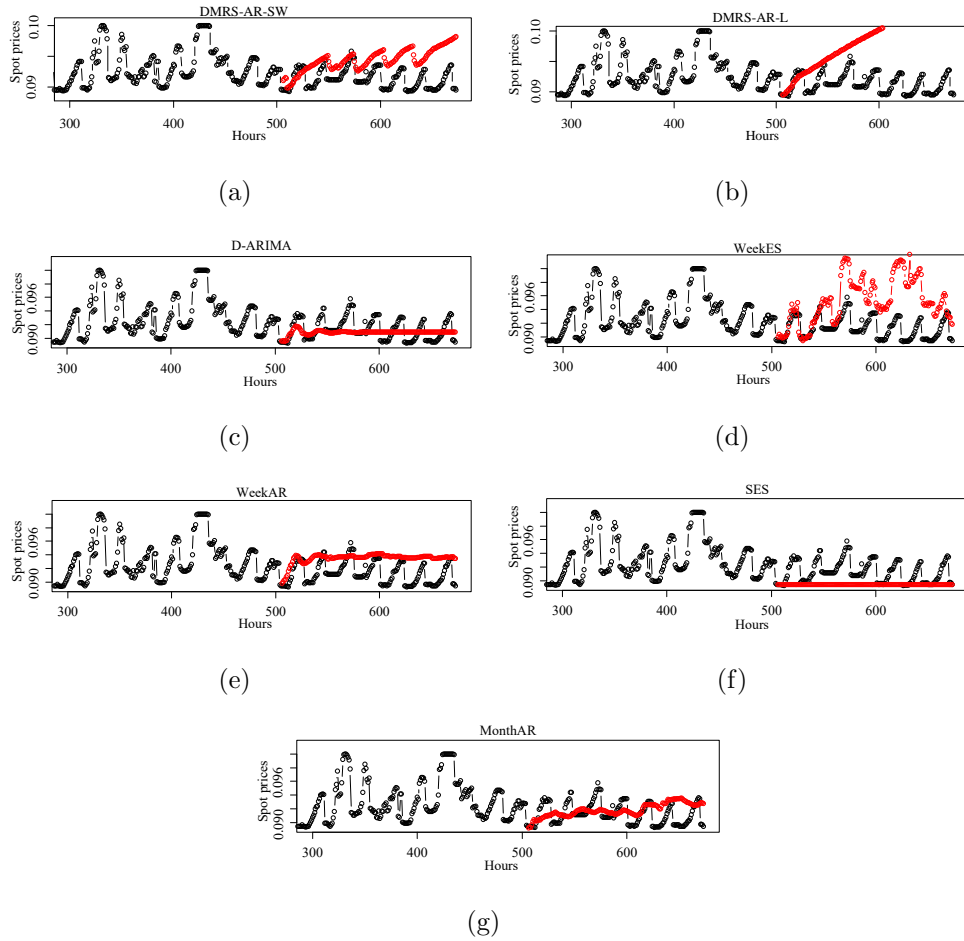 DMRS-AR-SW
Spot prices
0.09 0.10
300 400 500 600
Hours
(a)
DMRS-AR-L
Spot prices
0.09 0.10
300 400 500 600
Hours
(b)
D-ARIMA
Spot prices
0.090 0.096
300 400 500 600
Hours
(c)
WeekES
Spot prices
0.090 0.096
300 400 500 600
Hours
(d)
WeekAR
Spot prices
0.090 0.096
300 400 500 600
Hours
(e)
SES
Spot prices
0.090 0.096
300 400 500 600
Hours
(f)
MonthAR
Spot prices
0.090 0.096
300 400 500 600
Hours
(g)